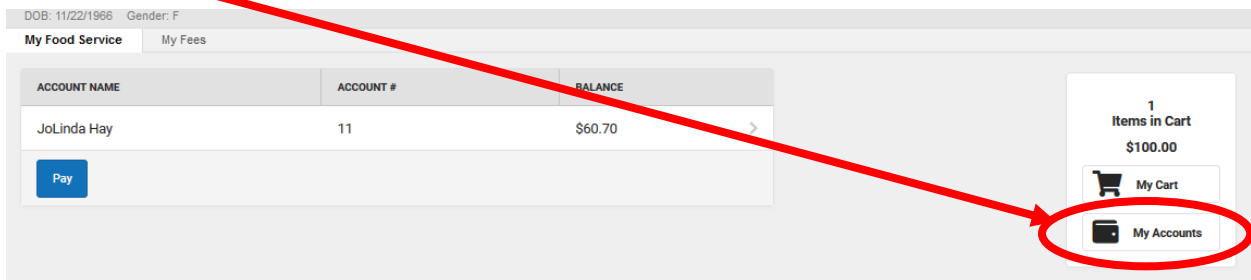 DOB: 11/22/1966 Gender: F
My Food Service My Fees
ACCOUNT NAME ACCOUNT # BALANCE
JoLinda Hay 11 $60.70
Pay
1
Items in Cart
$100.00
My Cart
My Accounts